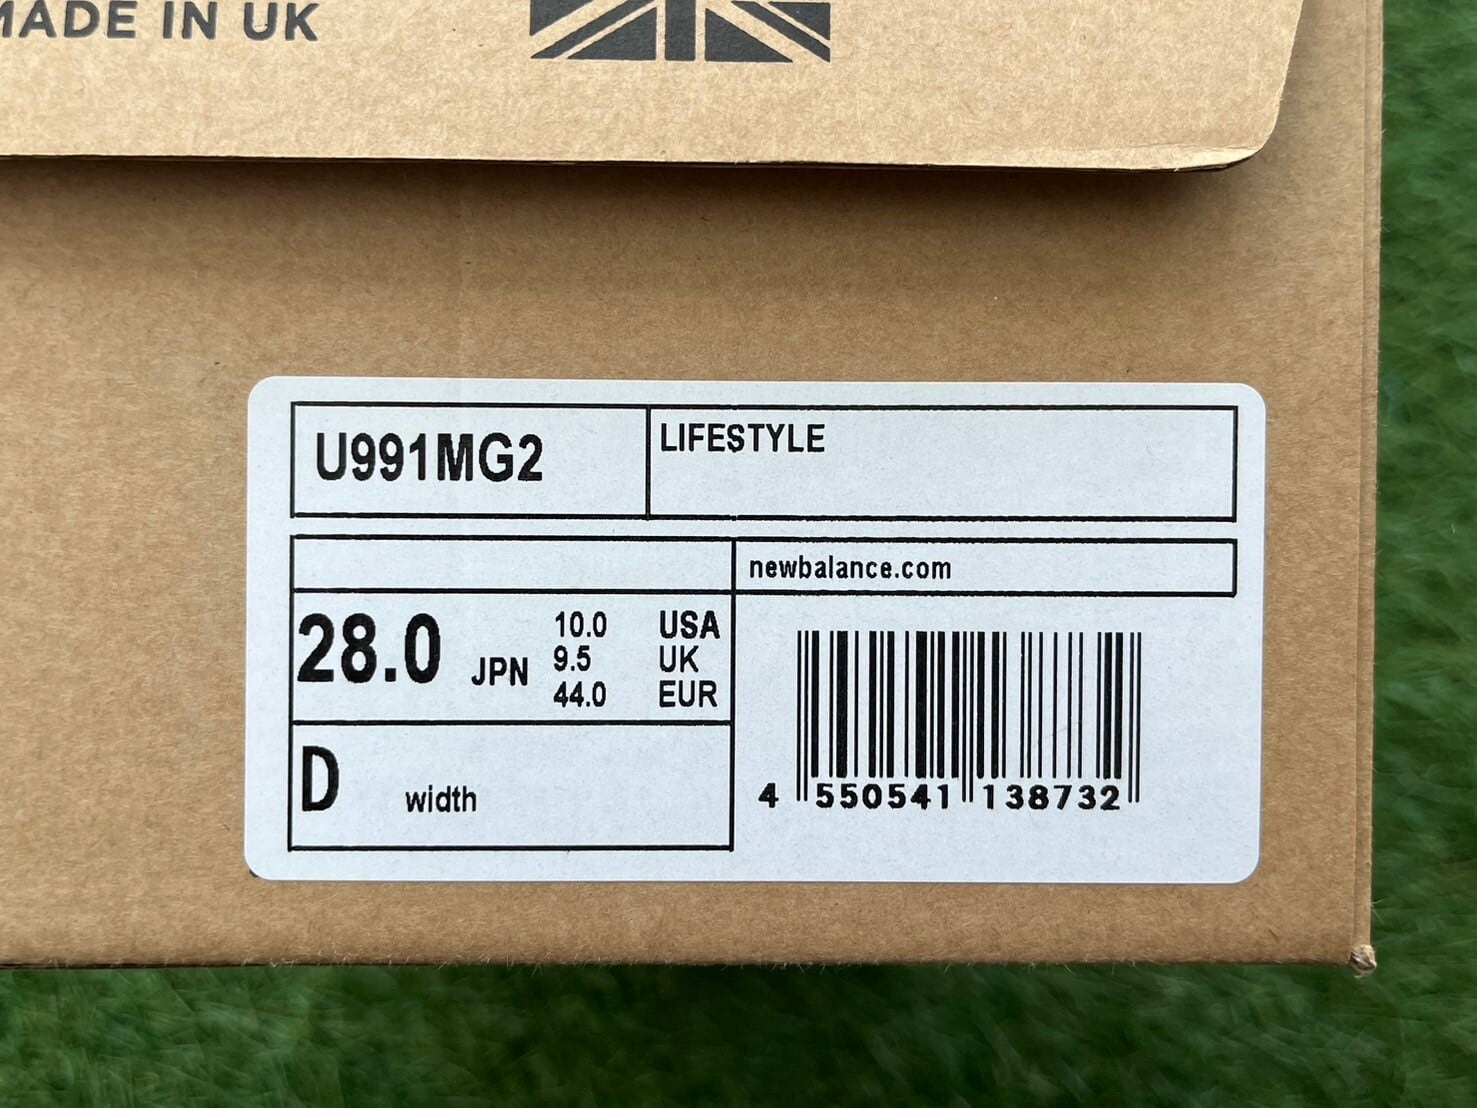 MADE IN UK
U991MG2
LIFESTYLE
newbalance.com
28.0 JPN
10.0 USA
9.5 UK
44.0 EUR
D width
4 550541 138732